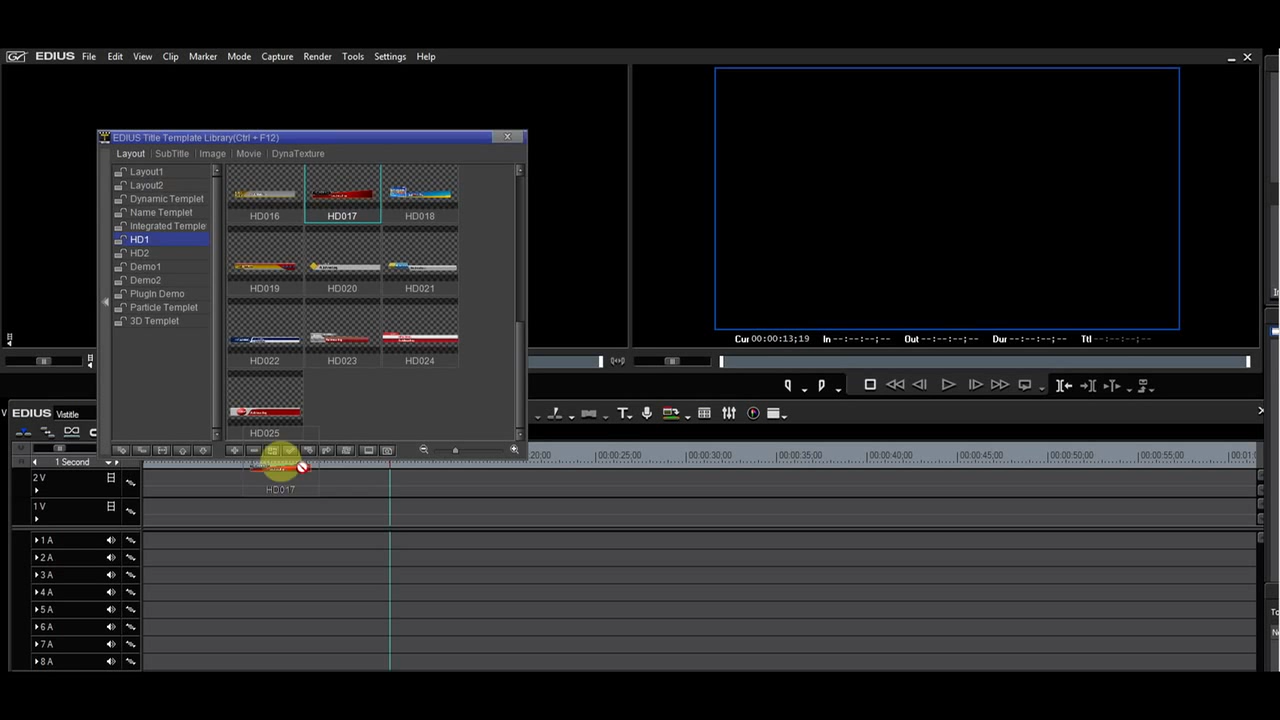 EDIUS File Edit View Clip Marker Mode Capture Render Tools Settings Help
EDIUS Title Template Library(Ctrl + F12)
Layout SubTitle Image Movie DynaTexture
Layout1
Layout2
Dynamic Templet
Name Templet
Integrated Temple
HD1
HD2
Demo1
Demo2
PlugIn Demo
Particle Templet
3D Templet
HD016 HD017 HD018
HD019 HD020 HD021
HD022 HD023 HD024
HD025
HD017
Cur 00:00:13;19 In --:--:--;-- Out --:--:--;-- Dur --:--:--;-- Ttl --:--:--;--
EDIUS Vstitle
1 Second
00:00:25;00 00:00:30;00 00:00:35;00 00:00:40;00 00:00:45;00 00:00:50;00 00:00:55;00
2 V
1 V
1 A
2 A
3 A
4 A
5 A
6 A
7 A
8 A